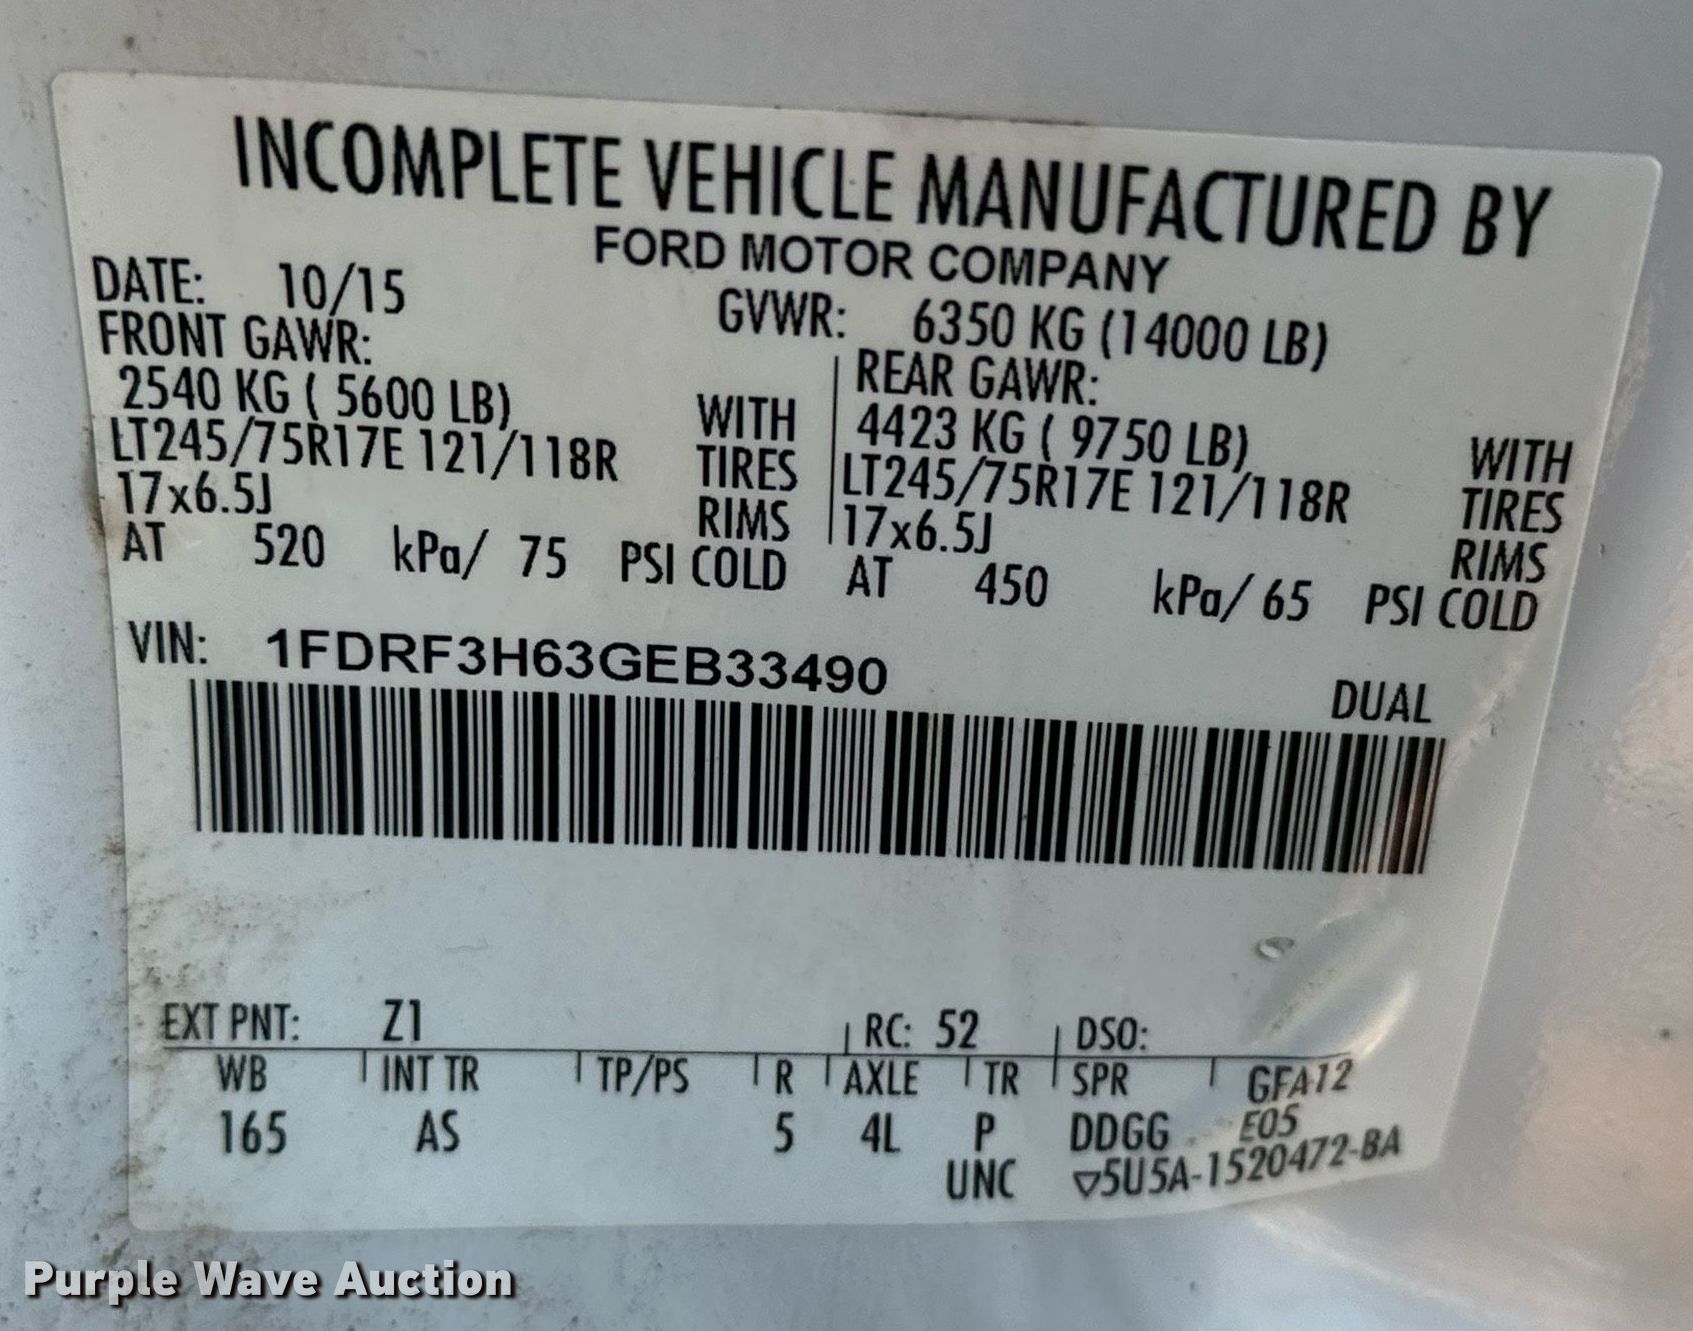 INCOMPLETE VEHICLE MANUFACTURED BY
FORD MOTOR COMPANY
DATE: 10/15
GVWR: 6350 KG (14000 LB)
FRONT GAWR:
2540 KG ( 5600 LB) WITH
LT245/75R17E 121/118R TIRES
17x6.5J RIMS
AT 520 kPa/ 75 PSI COLD
REAR GAWR:
4423 KG ( 9750 LB) WITH
LT245/75R17E 121/118R TIRES
17x6.5J RIMS
AT 450 kPa/ 65 PSI COLD
VIN: 1FDRF3H63GEB33490
DUAL
EXT PNT: Z1 RC: 52 DSO:
WB INT TR TP/PS R AXLE TR SPR GFA12
165 AS 5 4L P DDGG E05
UNC ▽5U5A-1520472-BA
Purple Wave Auction